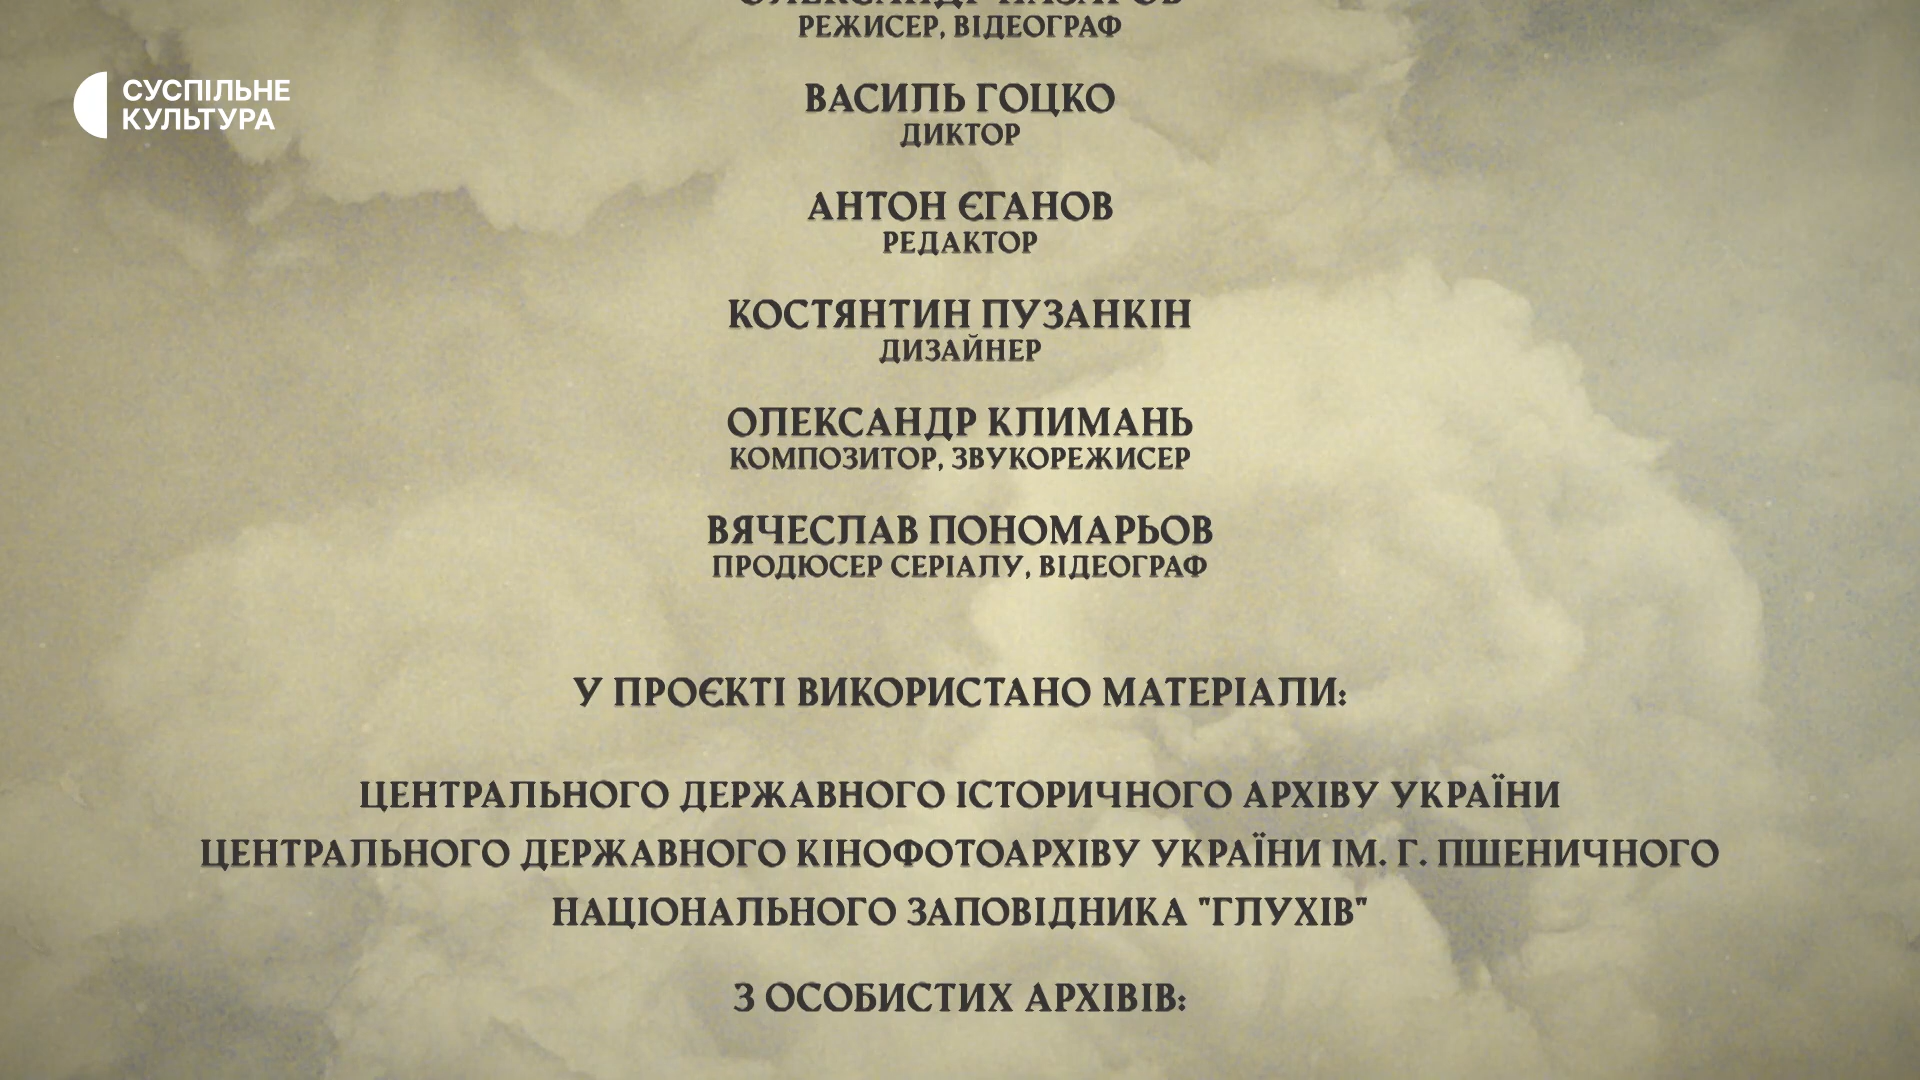 РЕЖИСЕР, ВІДЕОГРАФ
СУСПІЛЬНЕ
КУЛЬТУРА
ВАСИЛЬ ГОЦКО
ДИКТОР
АНТОН ЄГАНОВ
РЕДАКТОР
КОСТЯНТИН ПУЗАНКІН
ДИЗАЙНЕР
ОЛЕКСАНДР КЛИМАНЬ
КОМПОЗИТОР, ЗВУКОРЕЖИСЕР
ВЯЧЕСЛАВ ПОНОМАРЬОВ
ПРОДЮСЕР СЕРІАЛУ, ВІДЕОГРАФ
У ПРОЄКТІ ВИКОРИСТАНО МАТЕРІАЛИ:
ЦЕНТРАЛЬНОГО ДЕРЖАВНОГО ІСТОРИЧНОГО АРХІВУ УКРАЇНИ
ЦЕНТРАЛЬНОГО ДЕРЖАВНОГО КІНОФОТОАРХІВУ УКРАЇНИ ІМ. Г. ПШЕНИЧНОГО
НАЦІОНАЛЬНОГО ЗАПОВІДНИКА "ГЛУХІВ"
З ОСОБИСТИХ АРХІВІВ: